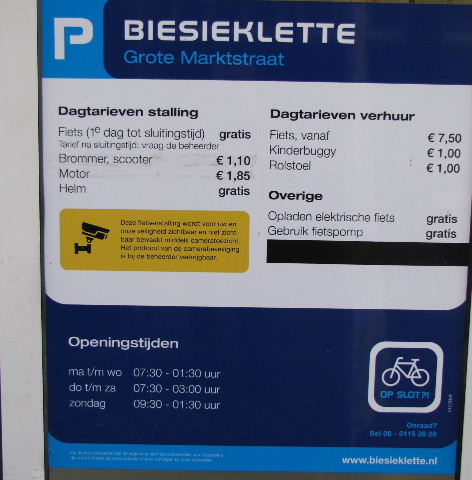 P
BIESIEKLETTE
Grote Marktstraat
Dagtarieven stalling
Fiets (1e dag tot sluitingstijd) gratis
Tarief na sluitingstijd: vraag de beheerder
Brommer, scooter € 1,10
Motor € 1,85
Helm gratis
Deze fietsenstalling wordt voor uw en
onze veiligheid zichtbaar en niet zicht-
baar bewaakt middels cameratoezicht.
Het protocol van de camerabeveiliging
is bij de beheerder verkrijgbaar.
Dagtarieven verhuur
Fiets, vanaf € 7,50
Kinderbuggy € 1,00
Rolstoel € 1,00
Overige
Opladen elektrische fiets gratis
Gebruik fietspomp gratis
Openingstijden
ma t/m wo 07:30 - 01:30 uur
do t/m za 07:30 - 03:00 uur
zondag 09:30 - 01:30 uur
OP SLOT?!
Onraad?
Bel 06 - 5115 26 28
www.biesieklette.nl